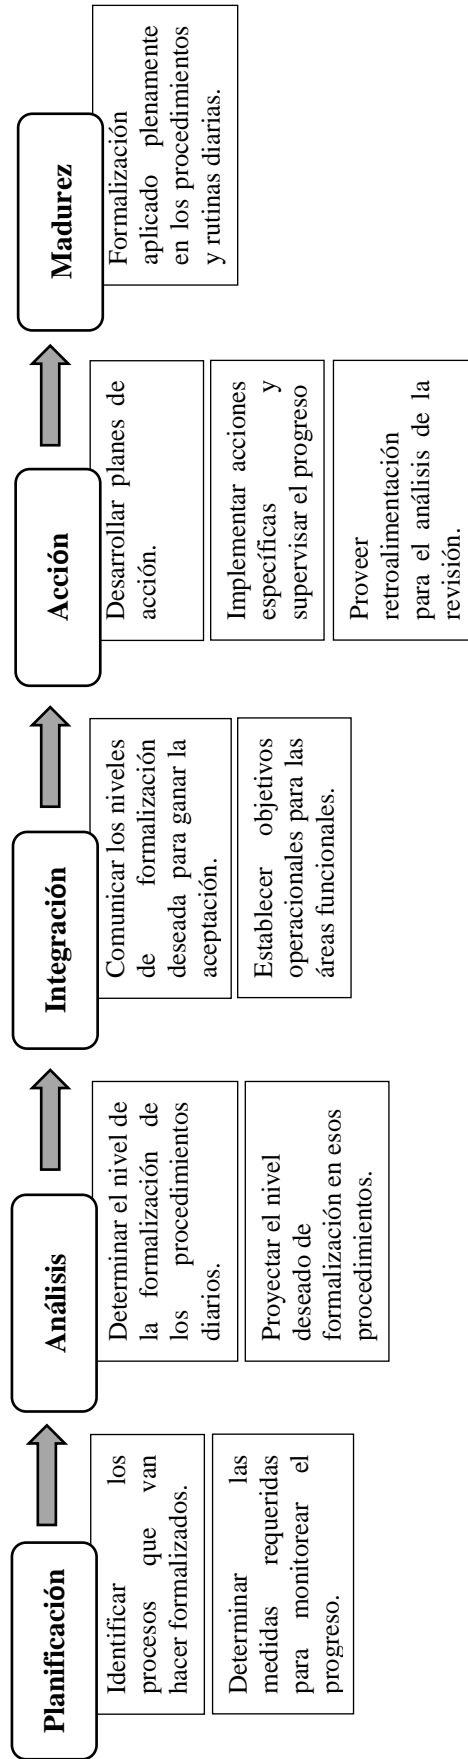 Planificación
Identificar los
procesos que van
hacer formalizados.
Determinar las
medidas requeridas
para monitorear el
progreso.
Análisis
Determinar el nivel de
la formalización de
los procedimientos
diarios.
Proyectar el nivel
deseado de
formalización en esos
procedimientos.
Integración
Comunicar los niveles
de formalización
deseada para ganar la
aceptación.
Establecer objetivos
operacionales para las
áreas funcionales.
Acción
Desarrollar planes de
acción.
Implementar acciones
específicas y
supervisar el progreso
Proveer
retroalimentación
para el análisis de la
revisión.
Madurez
Formalización
aplicado plenamente
en los procedimientos
y rutinas diarias.